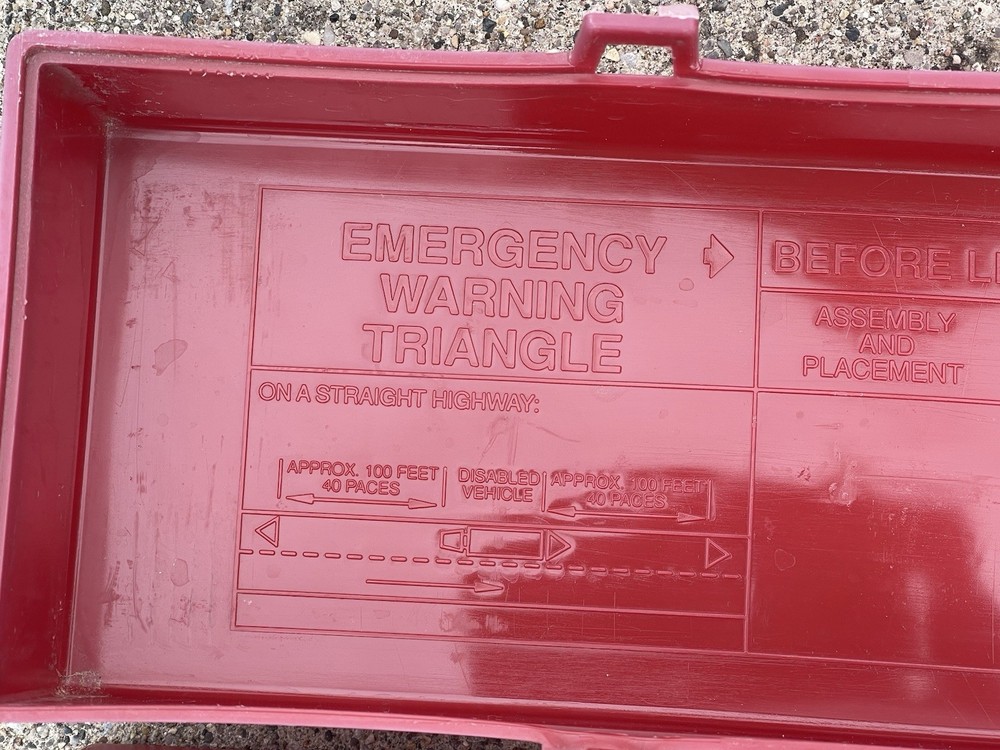 EMERGENCY
WARNING
TRIANGLE
BEFORE
ASSEMBLY
AND
PLACEMENT
ON A STRAIGHT HIGHWAY:
APPROX. 100 FEET
40 PACES
DISABLED
VEHICLE
APPROX. 100 FEET
40 PACES